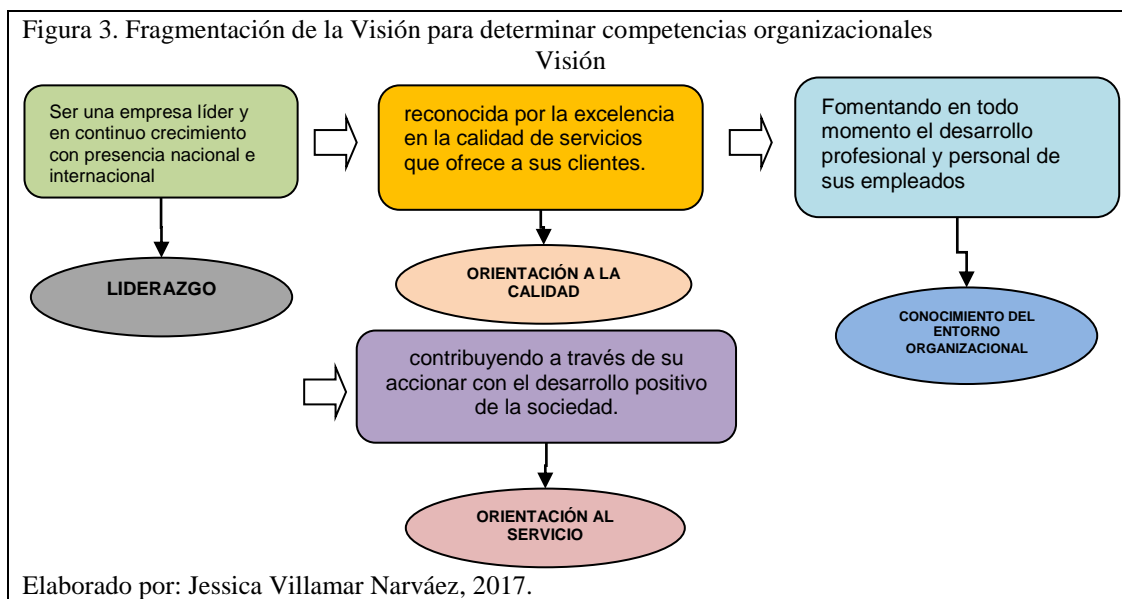 Figura 3. Fragmentación de la Visión para determinar competencias organizacionales
Visión
Ser una empresa líder y
en continuo crecimiento
con presencia nacional e
internacional
reconocida por la excelencia
en la calidad de servicios
que ofrece a sus clientes.
Fomentando en todo
momento el desarrollo
profesional y personal de
sus empleados
LIDERAZGO
ORIENTACIÓN A LA
CALIDAD
CONOCIMIENTO DEL
ENTORNO
ORGANIZACIONAL
contribuyendo a través de su
accionar con el desarrollo positivo
de la sociedad.
ORIENTACIÓN AL
SERVICIO
Elaborado por: Jessica Villamar Narváez, 2017.